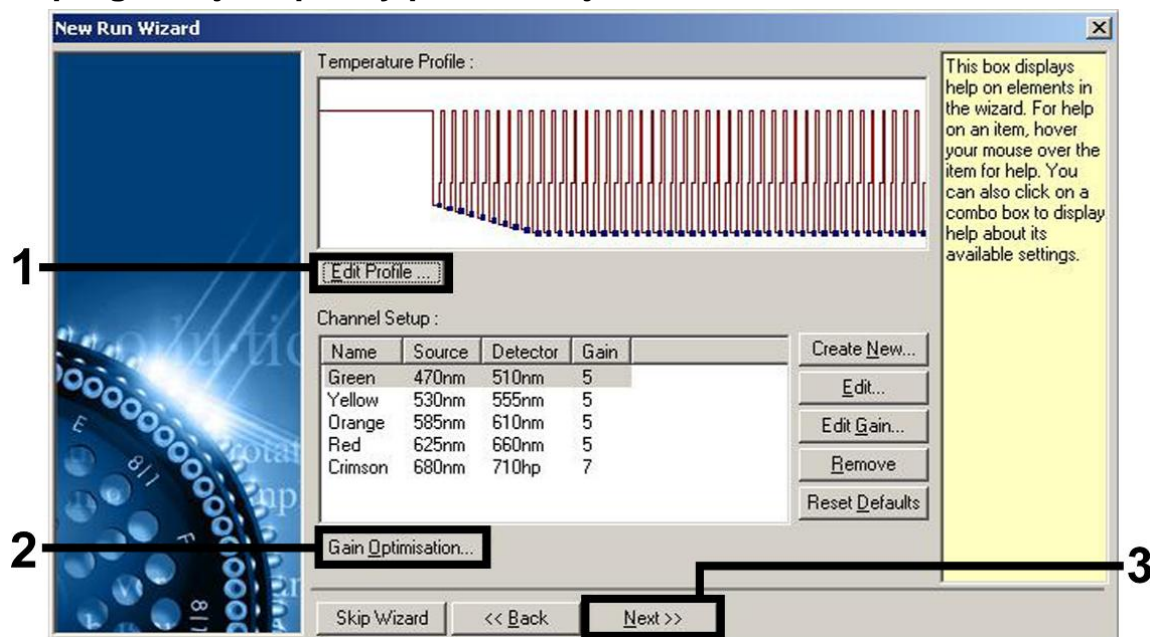 New Run Wizard
Temperature Profile :
This box displays
help on elements in
the wizard. For help
on an item, hover
your mouse over the
item for help. You
can also click on a
combo box to display
help about its
available settings.
1
Edit Profile ...
Channel Setup :
Name Source Detector Gain
Green 470nm 510nm 5
Yellow 530nm 555nm 5
Orange 585nm 610nm 5
Red 625nm 660nm 5
Crimson 680nm 710hp 7
Create New...
Edit...
Edit Gain...
Remove
Reset Defaults
2
Gain Optimisation...
3
Skip Wizard
<< Back
Next >>